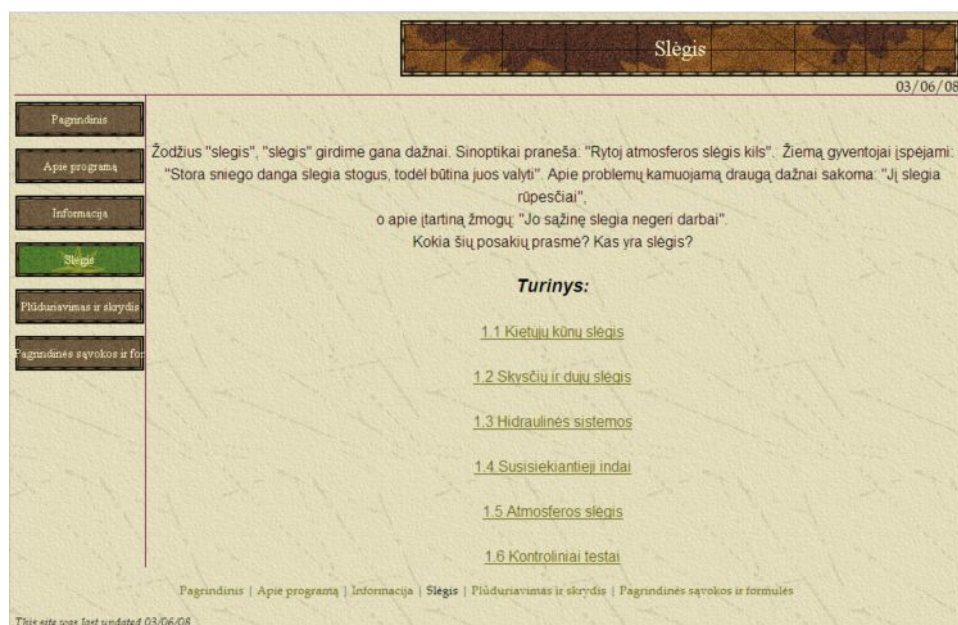 Slėgis
03/06/08
Pagrindinis
Apie programą
Informacija
Slėgis
Plūduriavimas ir skrydis
Pagrindinės sąvokos ir for
Žodžius "slegis", "slėgis" girdime gana dažnai. Sinoptikai praneša: "Rytoj atmosferos slėgis kils". Žiemą gyventojai įspėjami:
"Stora sniego danga slegia stogus, todėl būtina juos valyti". Apie problemų kamuojamą draugą dažnai sakoma: "Jį slegia
rūpesčiai",
o apie įtartiną žmogų: "Jo sąžinę slegia negeri darbai".
Kokia šių posakių prasmė? Kas yra slėgis?
Turinys:
1.1 Kietųjų kūnų slėgis
1.2 Skysčių ir dujų slėgis
1.3 Hidraulinės sistemos
1.4 Susisiekiantieji indai
1.5 Atmosferos slėgis
1.6 Kontroliniai testai
Pagrindinis | Apie programą | Informacija | Slėgis | Plūduriavimas ir skrydis | Pagrindinės sąvokos ir formulės
This site was last updated 03/06/08